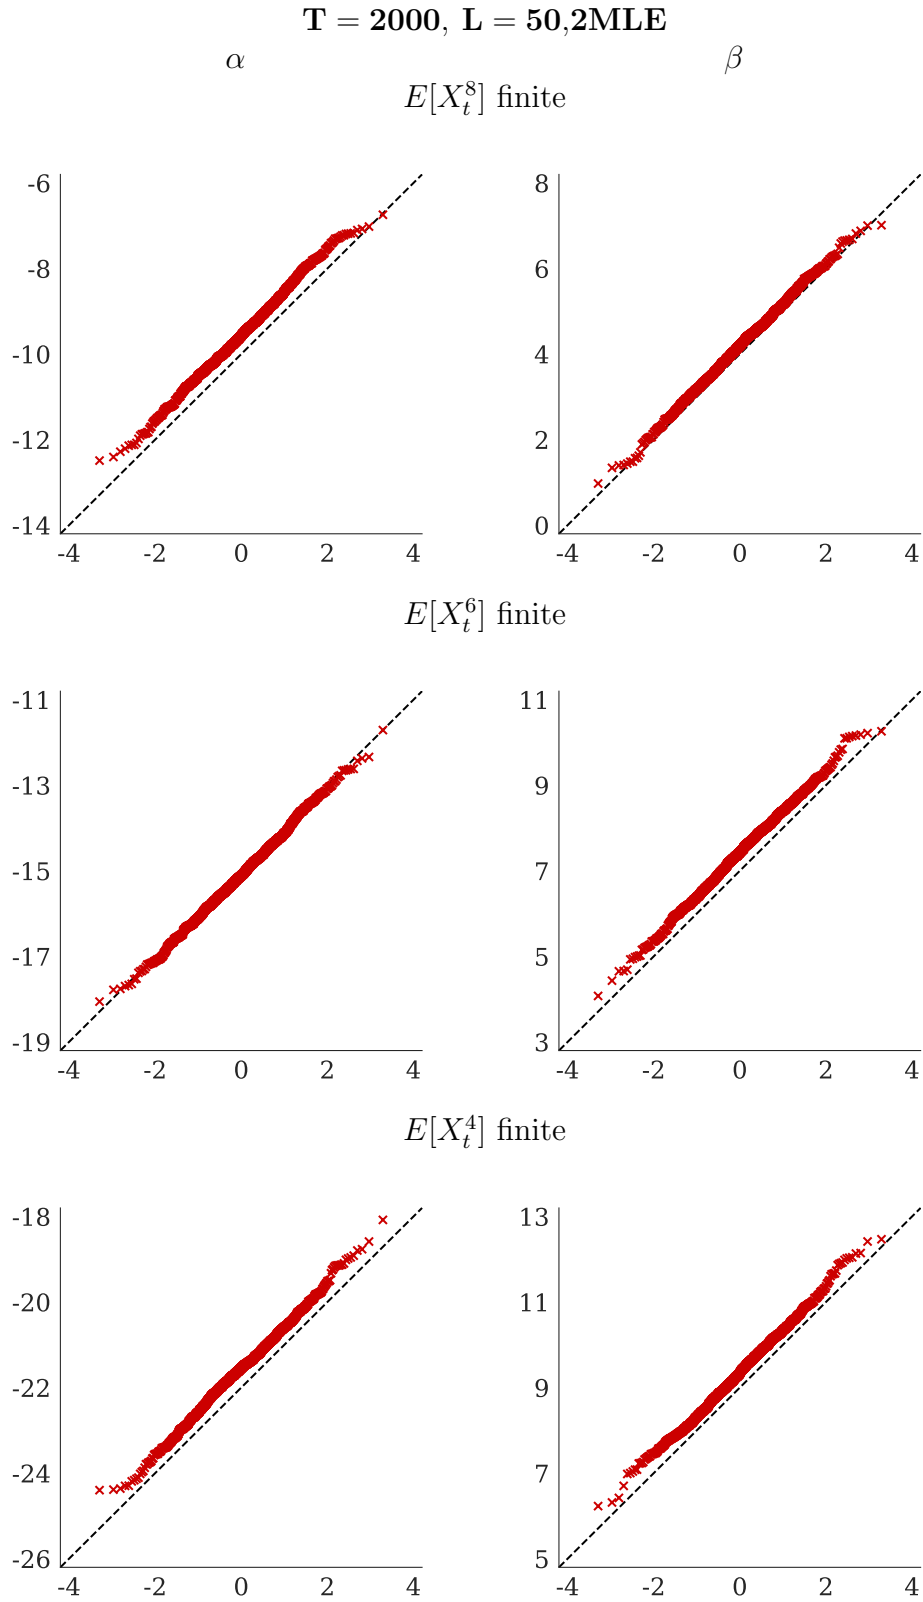 T = 2000, L = 50,2MLE
α β
E[X_t^8] finite
-6 8
-8 6
-10 4
-12 2
-14 0
-4 -2 0 2 4 -4 -2 0 2 4
E[X_t^6] finite
-11 11
-13 9
-15 7
-17 5
-19 3
-4 -2 0 2 4 -4 -2 0 2 4
E[X_t^4] finite
-18 13
-20 11
-22 9
-24 7
-26 5
-4 -2 0 2 4 -4 -2 0 2 4